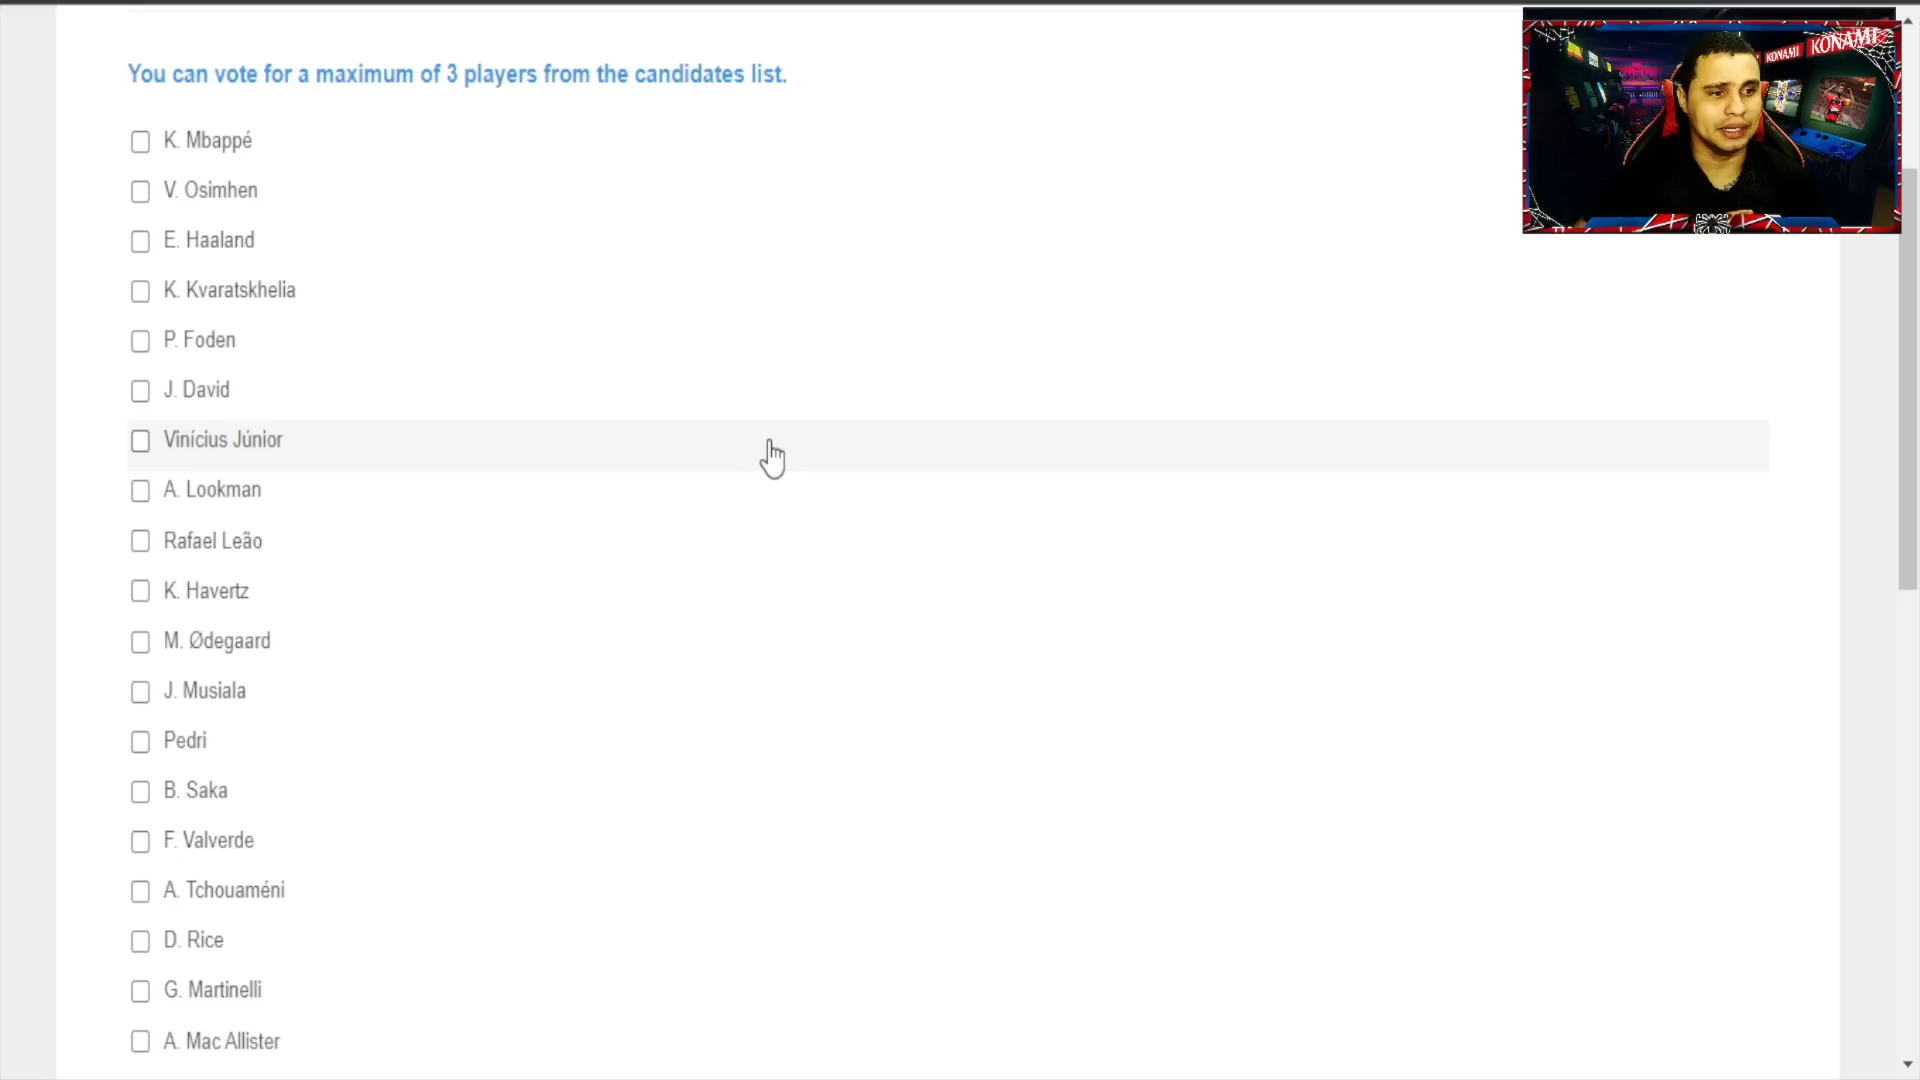 You can vote for a maximum of 3 players from the candidates list.
K. Mbappé
V. Osimhen
E. Haaland
K. Kvaratskhelia
P. Foden
J. David
Vinícius Júnior
A. Lookman
Rafael Leão
K. Havertz
M. Ødegaard
J. Musiala
Pedri
B. Saka
F. Valverde
A. Tchouaméni
D. Rice
G. Martinelli
A. Mac Allister
KONAMI
KONAMI